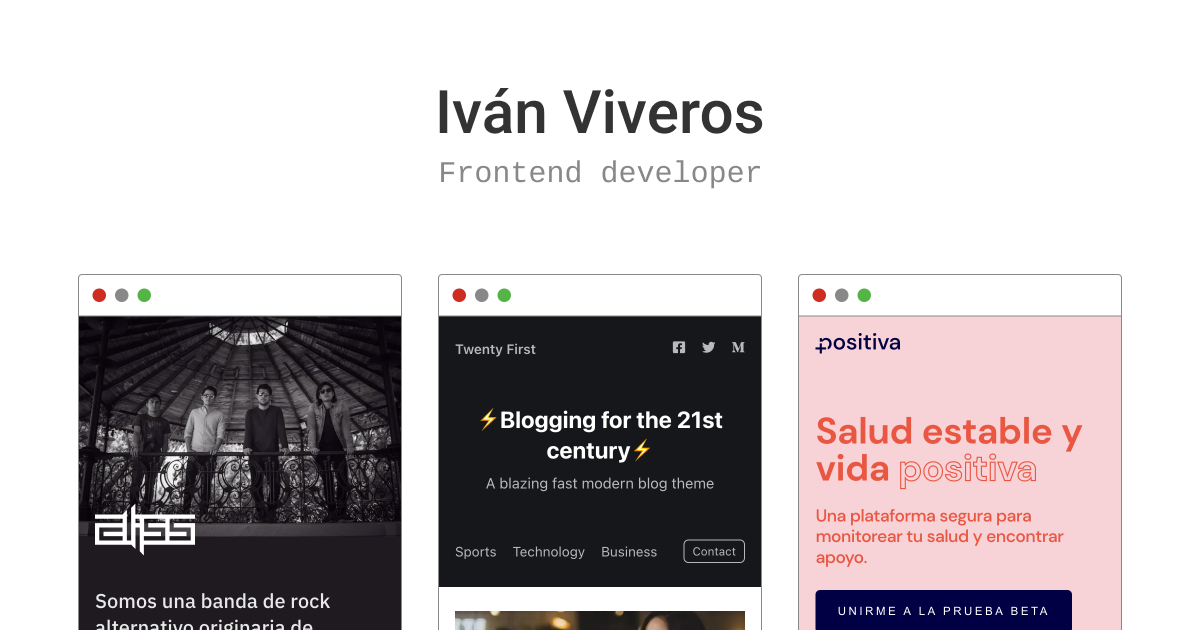 Iván Viveros
Frontend developer
aliss
Somos una banda de rock
alternativo originaria de
Twenty First
M
⚡Blogging for the 21st
century⚡
A blazing fast modern blog theme
Sports Technology Business Contact
positiva
Salud estable y
vida positiva
Una plataforma segura para
monitorear tu salud y encontrar
apoyo.
UNIRME A LA PRUEBA BETA